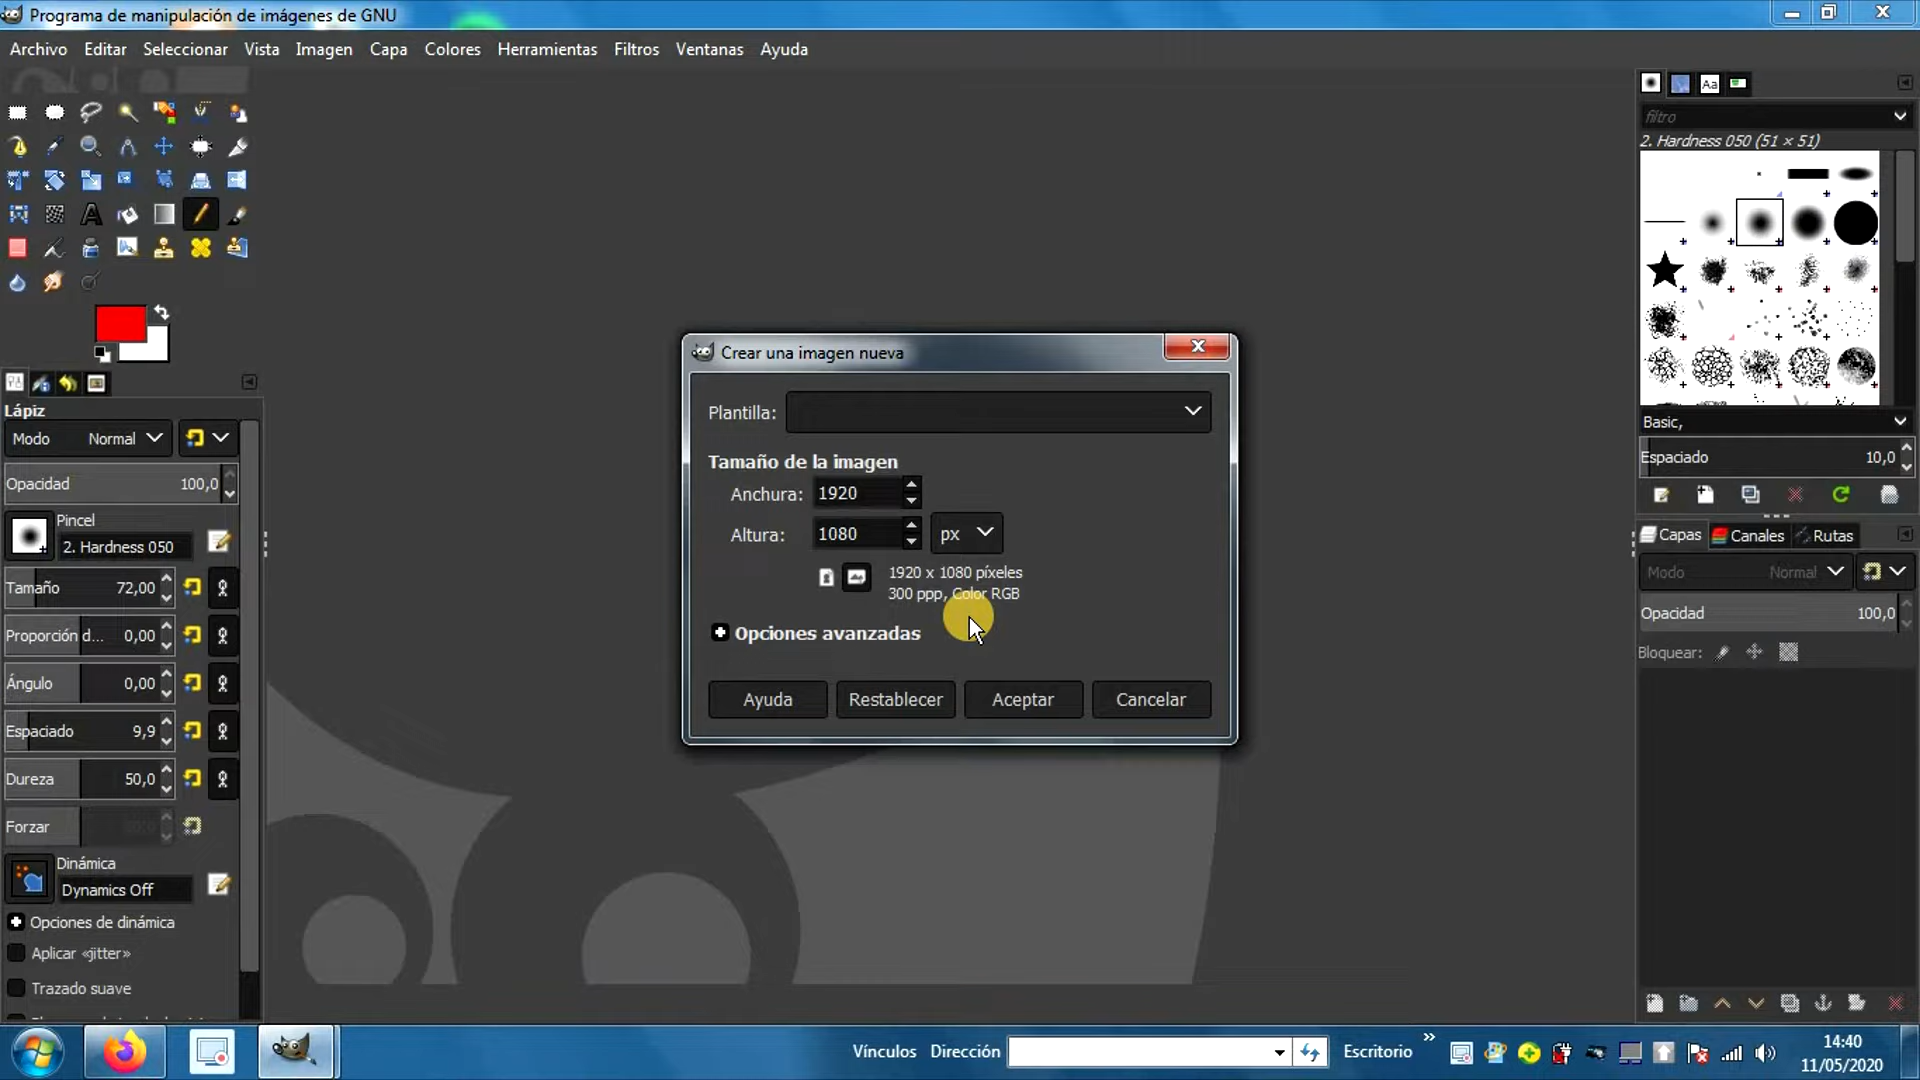 Programa de manipulación de imágenes de GNU
Archivo Editar Seleccionar Vista Imagen Capa Colores Herramientas Filtros Ventanas Ayuda
Lápiz
Modo Normal
Opacidad 100,0
Pincel
2. Hardness 050
Tamaño 72,00
Proporción d... 0,00
Ángulo 0,00
Espaciado 9,9
Dureza 50,0
Forzar
Dinámica
Dynamics Off
Opciones de dinámica
Aplicar «jitter»
Trazado suave
Crear una imagen nueva
Plantilla:
Tamaño de la imagen
Anchura: 1920
Altura: 1080 px
1920 x 1080 píxeles
300 ppp, Color RGB
Opciones avanzadas
Ayuda Restablecer Aceptar Cancelar
Aa
filtro
2. Hardness 050 (51 × 51)
Basic,
Espaciado 10,0
Capas Canales Rutas
Modo Normal
Opacidad 100,0
Bloquear:
Vínculos Dirección Escritorio »
14:40
11/05/2020